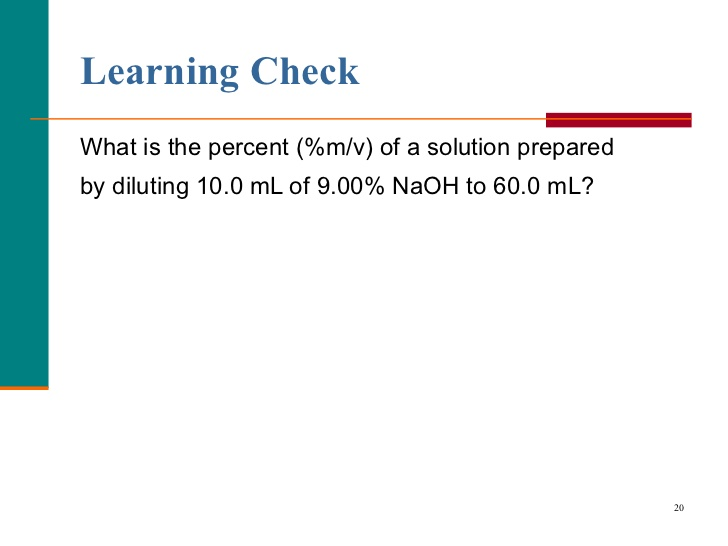 Learning Check
What is the percent (%m/v) of a solution prepared
by diluting 10.0 mL of 9.00% NaOH to 60.0 mL?
20